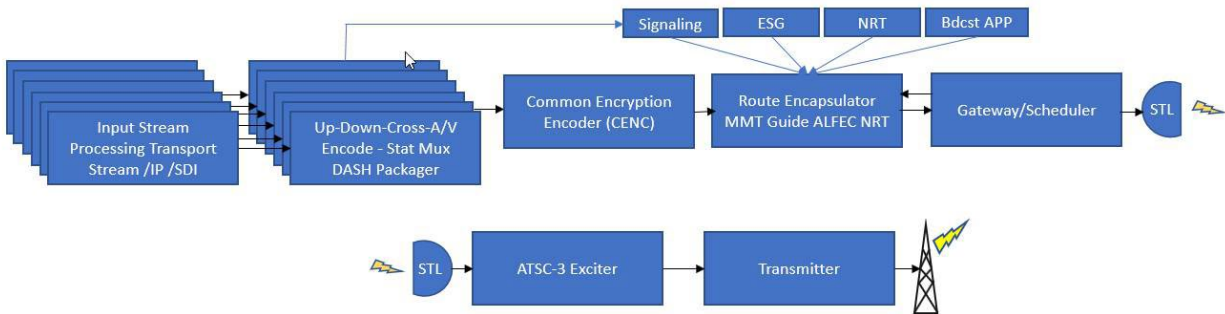 Signaling
ESG
NRT
Bdcst APP
Input Stream
Processing Transport
Stream /IP /SDI
Up-Down-Cross-A/V
Encode - Stat Mux
DASH Packager
Common Encryption
Encoder (CENC)
Route Encapsulator
MMT Guide ALFEC NRT
Gateway/Scheduler
STL
STL
ATSC-3 Exciter
Transmitter